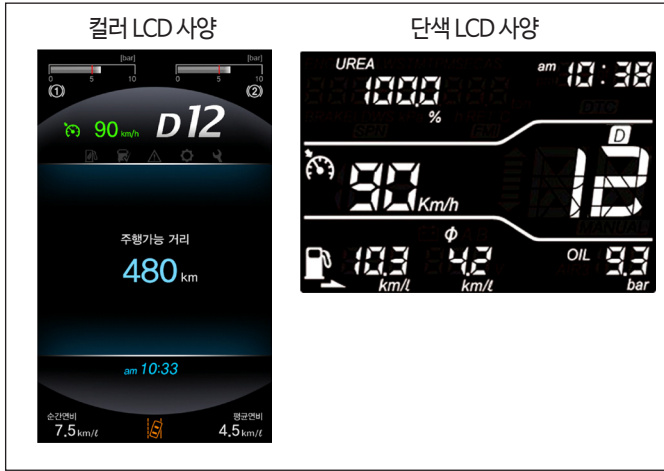 컬러 LCD 사양
[bar] [bar]
0 5 10 0 5 10
(1) (2)
90 km/h D 12
주행가능 거리
480 km
am 10:33
순간연비 평균연비
7.5 km/ℓ 4.5 km/ℓ
단색 LCD 사양
UREA am 10:38
100.0
%
DTC
SPN FMI
D
90 Km/h 12
MANUAL
ϕ
10.3 4.2 OIL 9.3
km/ℓ km/ℓ bar